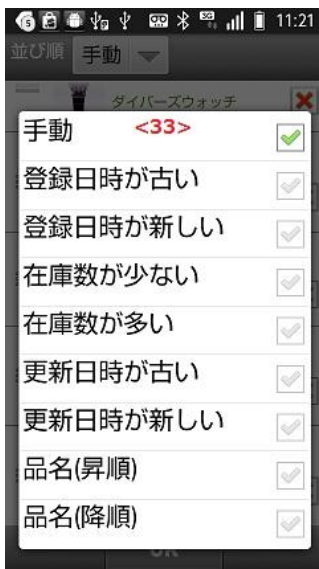 3G 11:21
並び順 手動
ダイバーズウォッチ
手動 <33>
登録日時が古い
登録日時が新しい
在庫数が少ない
在庫数が多い
更新日時が古い
更新日時が新しい
品名(昇順)
品名(降順)
OK